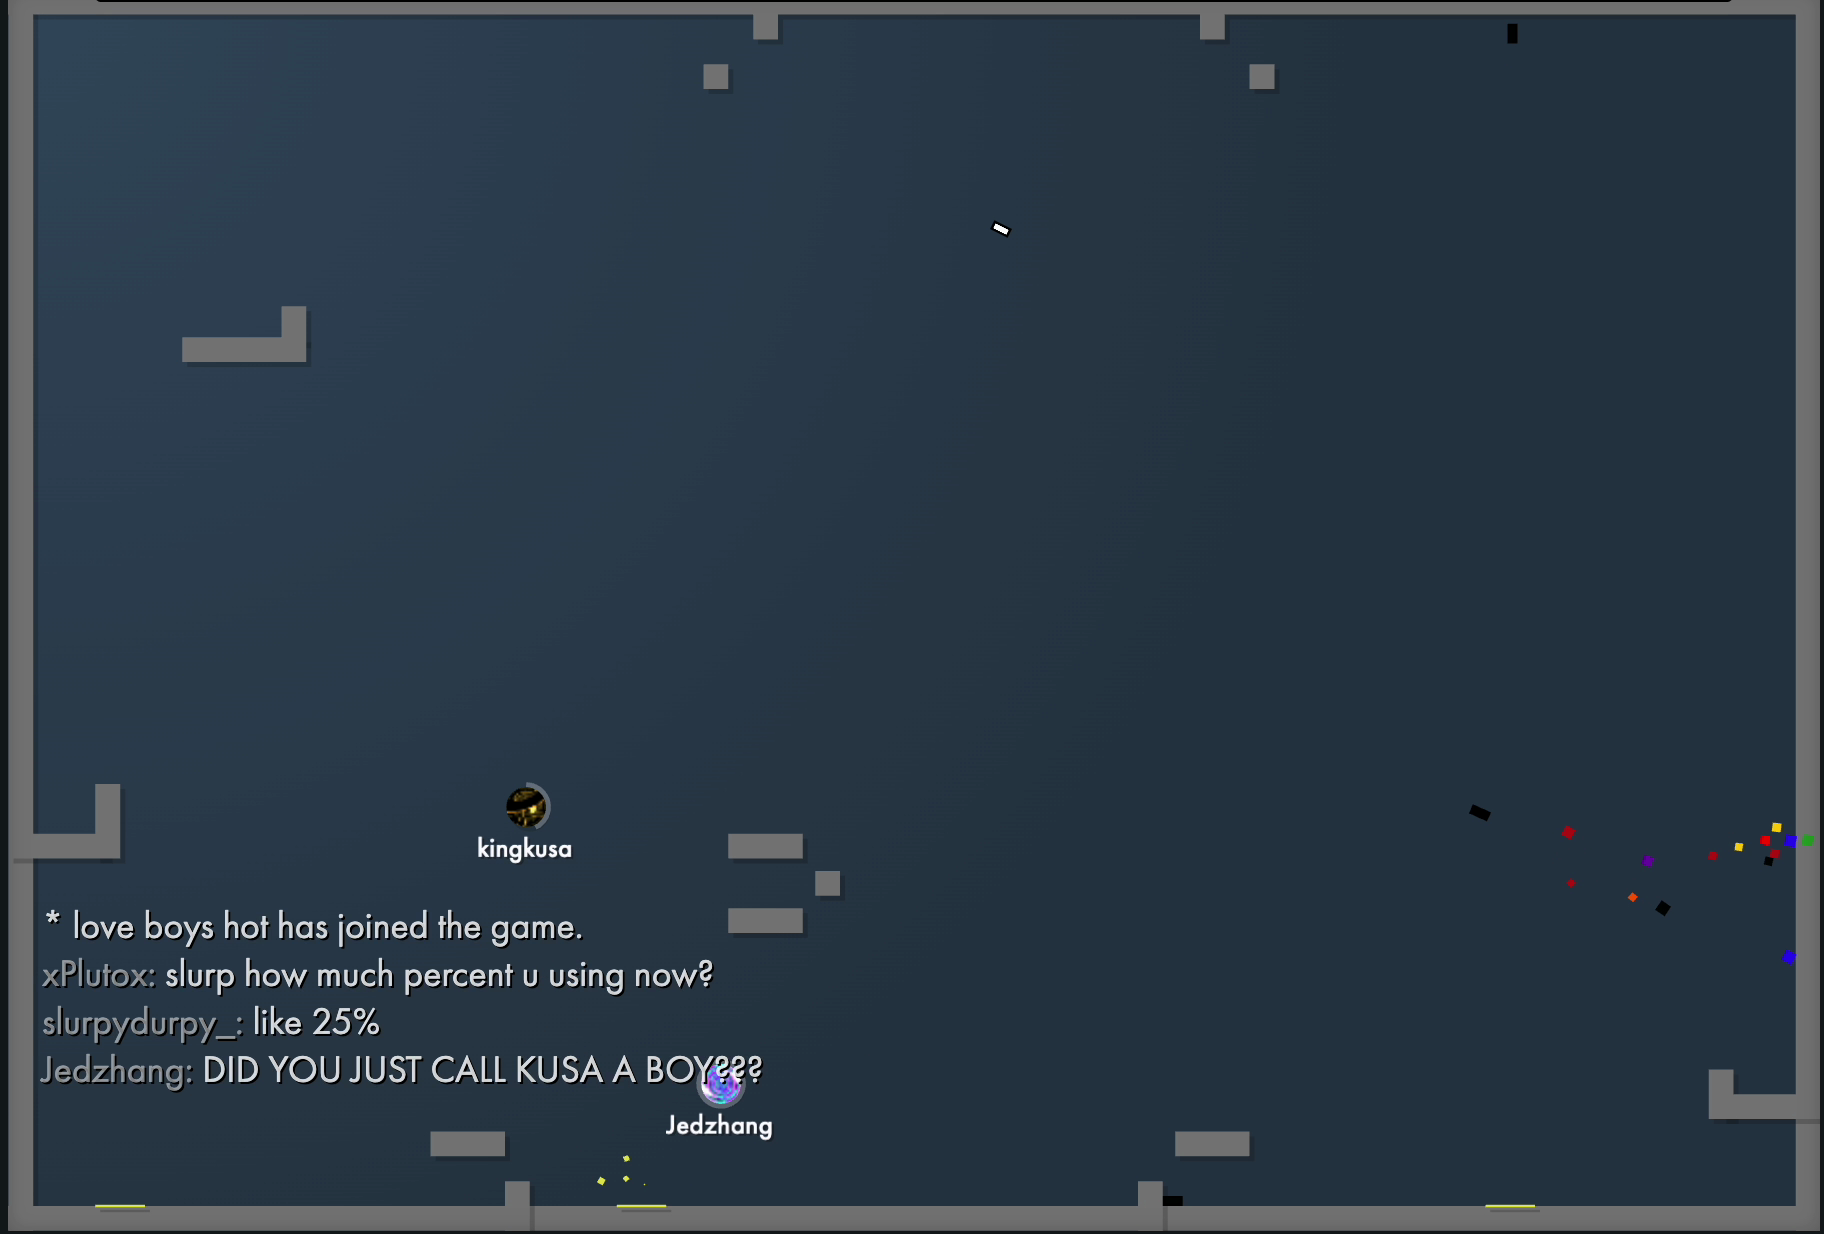 kingkusa
* love boys hot has joined the game.
xPlutox: slurp how much percent u using now?
slurpydurpy_: like 25%
Jedzhang: DID YOU JUST CALL KUSA A BOY???
Jedzhang